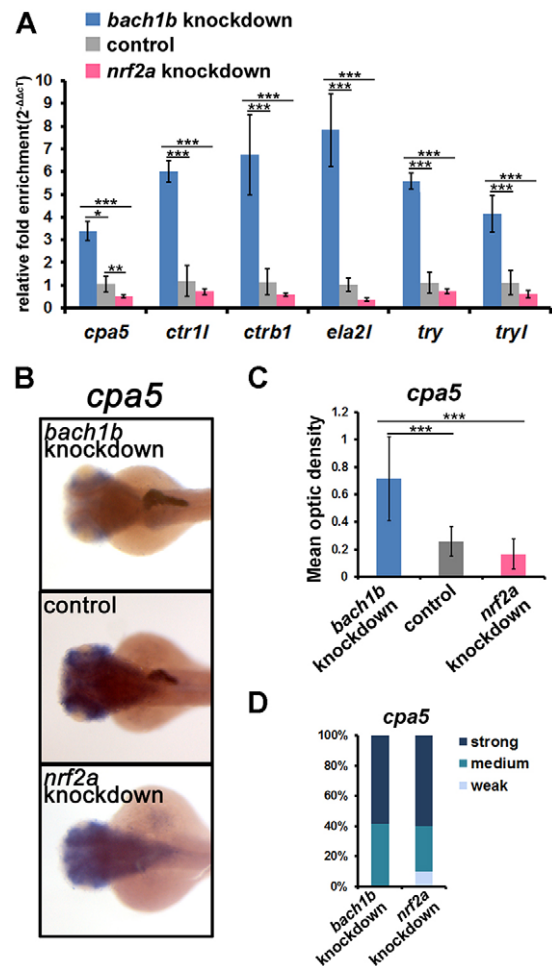 A
bach1b knockdown
control
nrf2a knockdown
relative fold enrichment(2-ΔΔcT)
10
9
8
7
6
5
4
3
2
1
0
***
*
**
***
***
***
***
***
***
***
***
***
***
cpa5
ctr1l
ctrb1
ela2l
try
tryl
B
cpa5
bach1b
knockdown
control
nrf2a
knockdown
C
cpa5
Mean optic density
1.2
1
0.8
0.6
0.4
0.2
0
***
***
bach1b
knockdown
control
nrf2a
knockdown
D
cpa5
100%
80%
60%
40%
20%
0%
strong
medium
weak
bach1b
knockdown
nrf2a
knockdown